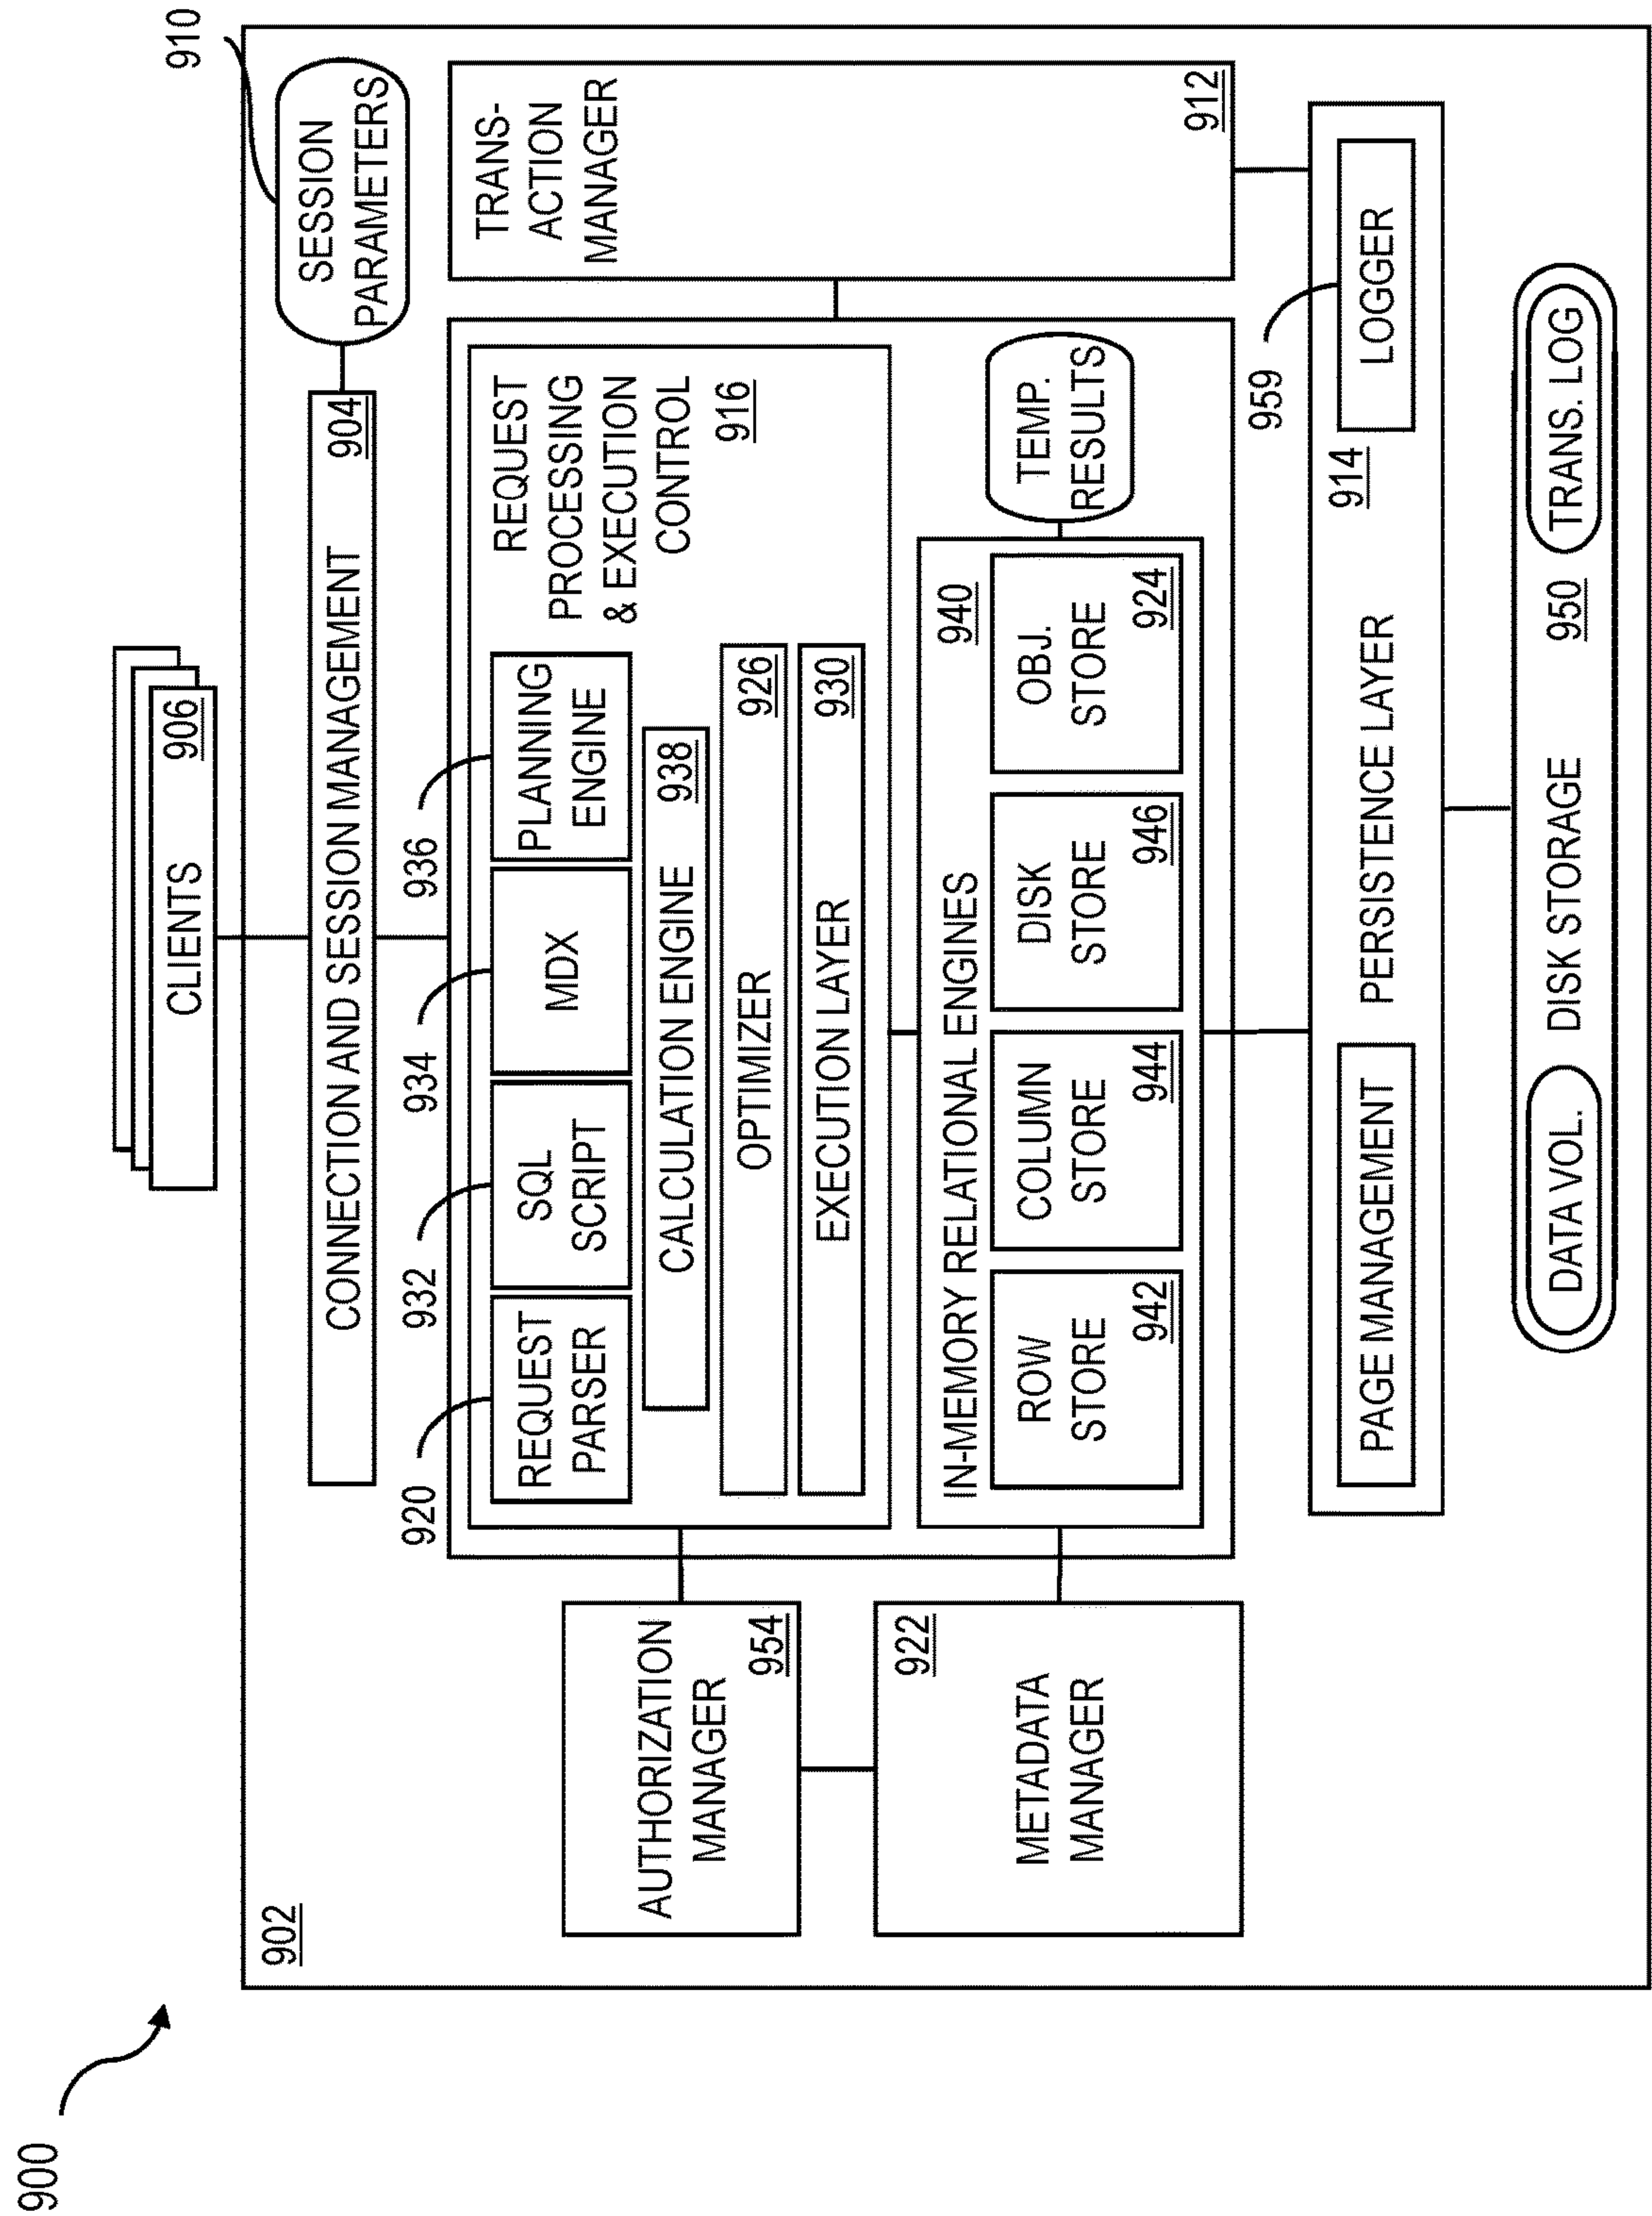 900
902
910
CLIENTS
906
SESSION
PARAMETERS
CONNECTION AND SESSION MANAGEMENT
904
920
932
934
936
REQUEST
PARSER
SQL
SCRIPT
MDX
PLANNING
ENGINE
REQUEST
PROCESSING
& EXECUTION
CONTROL
916
CALCULATION ENGINE
938
OPTIMIZER
926
EXECUTION LAYER
930
TRANS-
ACTION
MANAGER
912
AUTHORIZATION
MANAGER
954
METADATA
MANAGER
922
IN-MEMORY RELATIONAL ENGINES
940
ROW
STORE
942
COLUMN
STORE
944
DISK
STORE
946
OBJ.
STORE
924
TEMP.
RESULTS
959
PAGE MANAGEMENT
PERSISTENCE LAYER
914
LOGGER
DATA VOL.
DISK STORAGE
950
TRANS. LOG